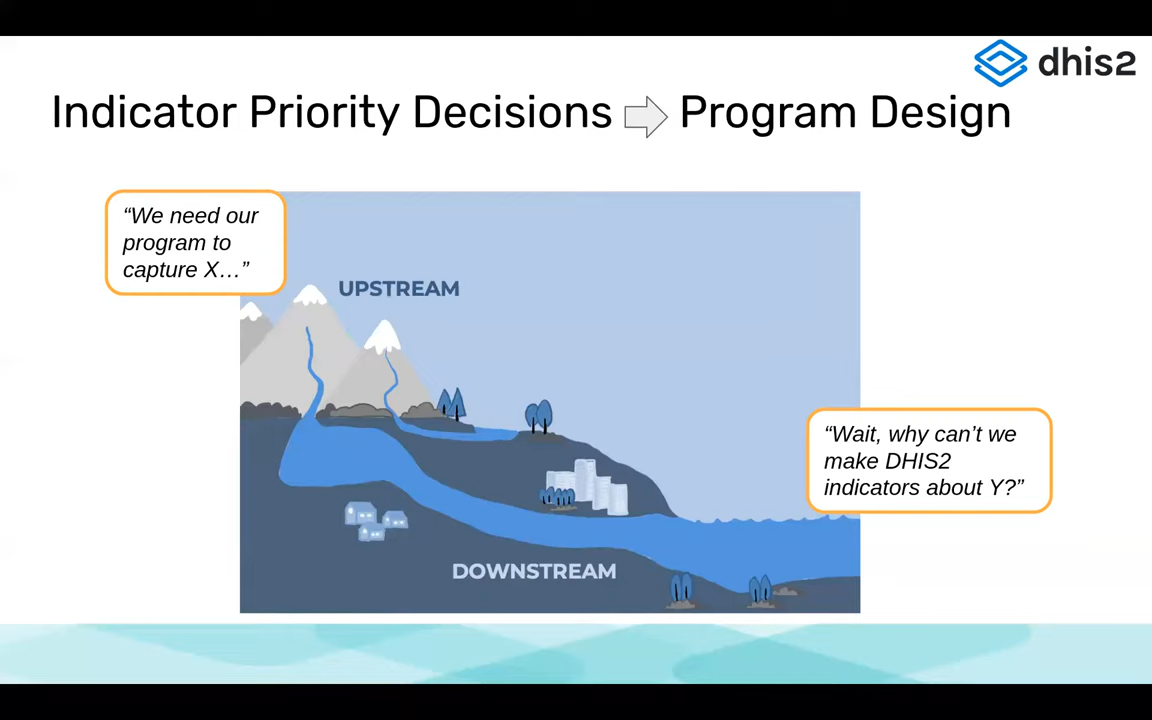 dhis2
Indicator Priority Decisions Program Design
“We need our
program to
capture X…”
UPSTREAM
“Wait, why can’t we
make DHIS2
indicators about Y?”
DOWNSTREAM